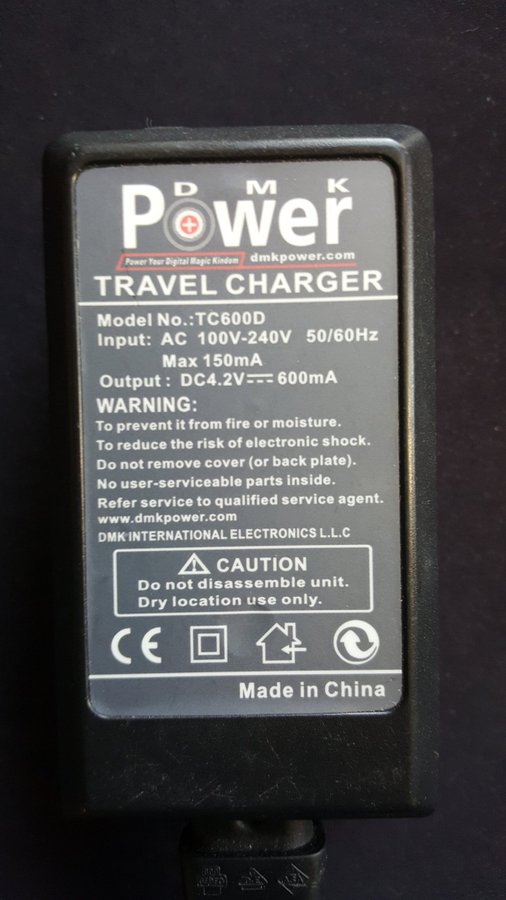 DMK
Power
Power Your Digital Magic Kindom dmkpower.com
TRAVEL CHARGER
Model No.:TC600D
Input: AC 100V-240V 50/60Hz
Max 150mA
Output : DC4.2V⎓600mA
WARNING:
To prevent it from fire or moisture.
To reduce the risk of electronic shock.
Do not remove cover (or back plate).
No user-serviceable parts inside.
Refer service to qualified service agent.
www.dmkpower.com
DMK INTERNATIONAL ELECTRONICS L.L.C
CAUTION
Do not disassemble unit.
Dry location use only.
CE
Made in China